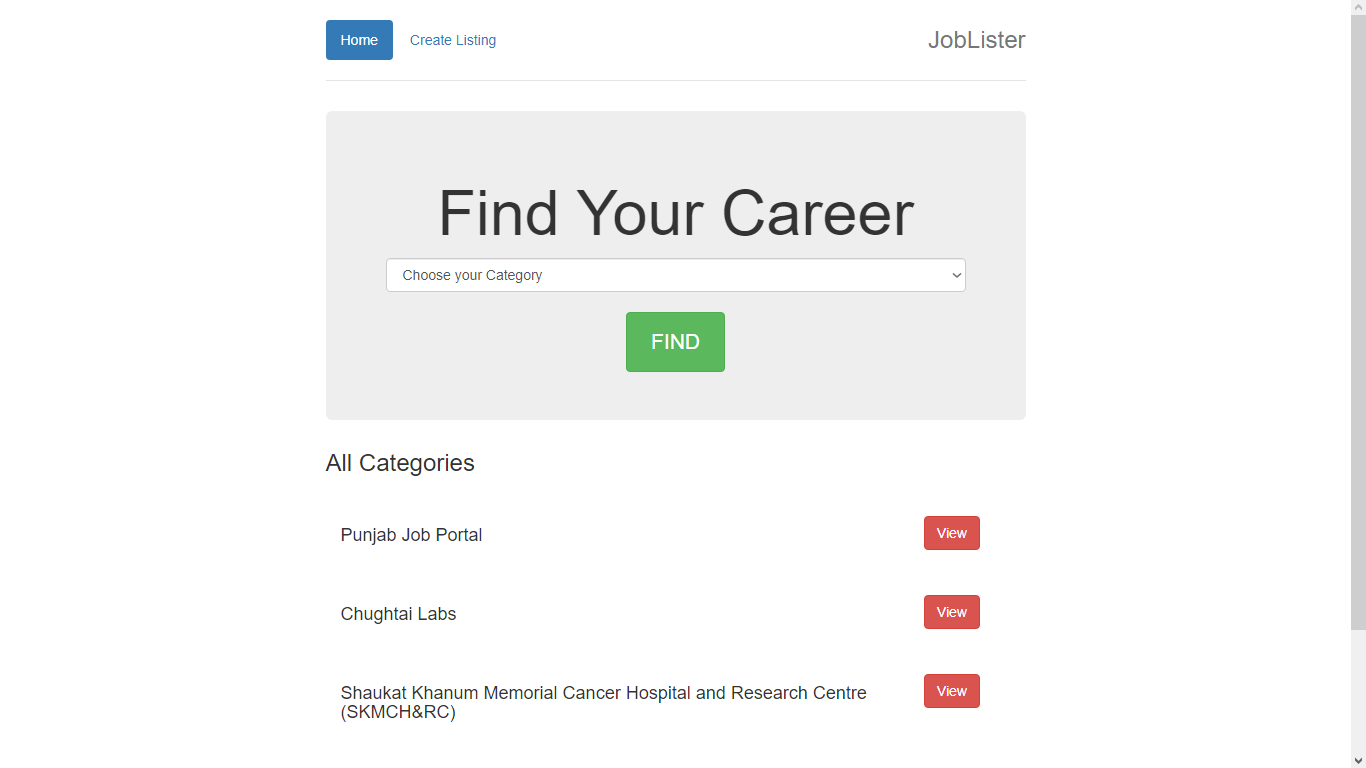 Home Create Listing JobLister
Find Your Career
Choose your Category
FIND
All Categories
Punjab Job Portal View
Chughtai Labs View
Shaukat Khanum Memorial Cancer Hospital and Research Centre View
(SKMCH&RC)